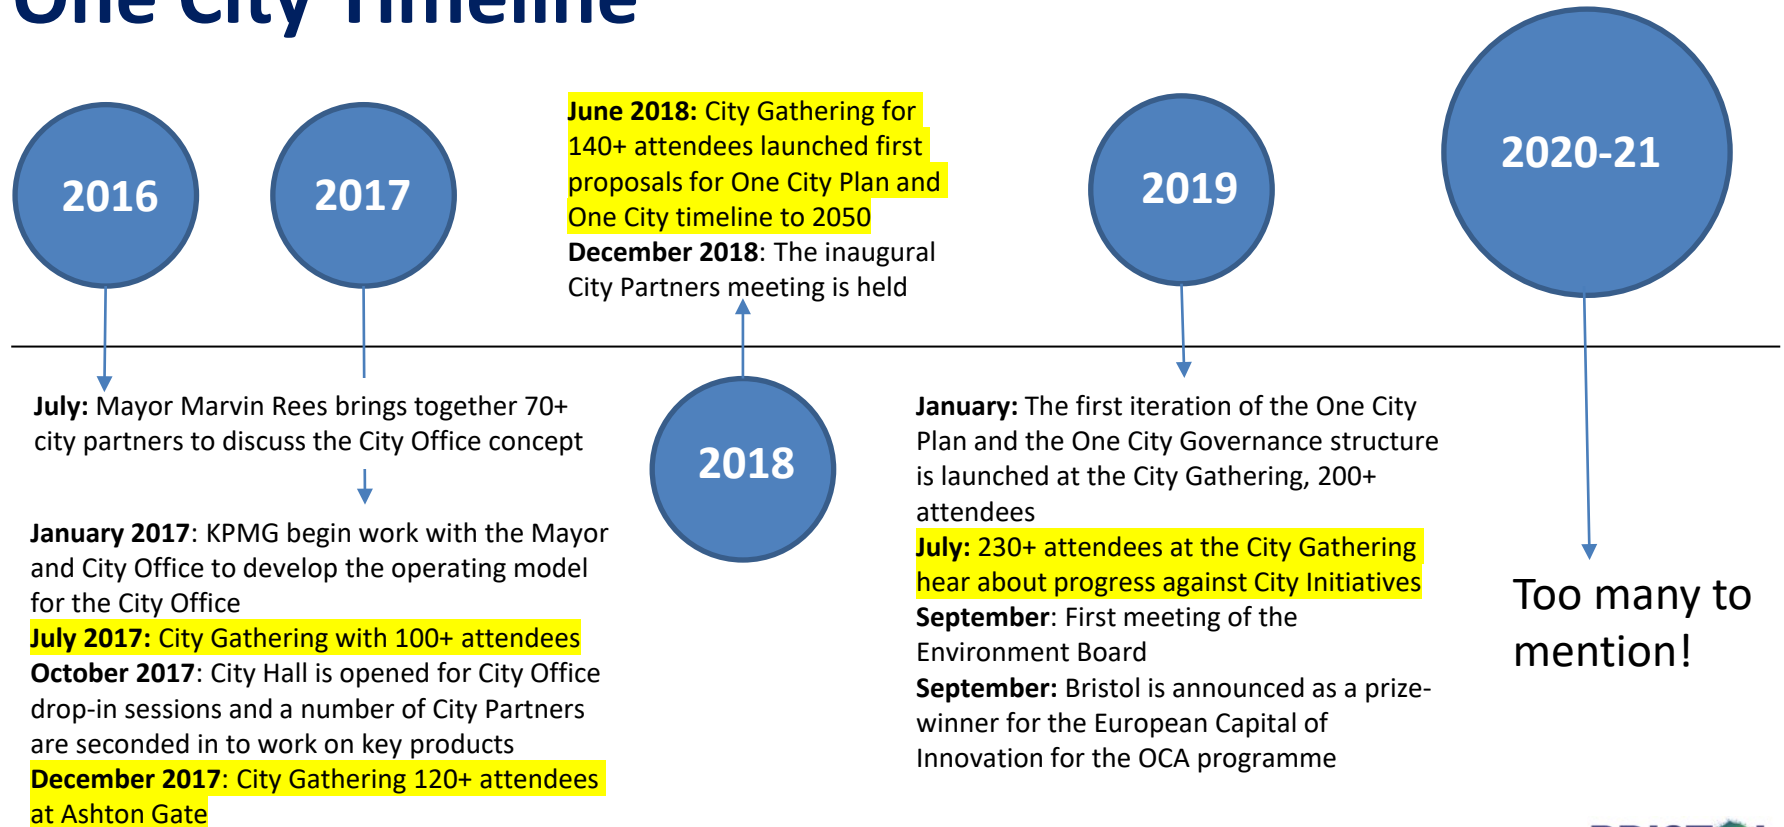 One City Timeline
2016
2017
June 2018: City Gathering for
140+ attendees launched first
proposals for One City Plan and
One City timeline to 2050
December 2018: The inaugural
City Partners meeting is held
2019
2020-21
July: Mayor Marvin Rees brings together 70+
city partners to discuss the City Office concept
January 2017: KPMG begin work with the Mayor
and City Office to develop the operating model
for the City Office
July 2017: City Gathering with 100+ attendees
October 2017: City Hall is opened for City Office
drop-in sessions and a number of City Partners
are seconded in to work on key products
December 2017: City Gathering 120+ attendees
at Ashton Gate
2018
January: The first iteration of the One City
Plan and the One City Governance structure
is launched at the City Gathering, 200+
attendees
July: 230+ attendees at the City Gathering
hear about progress against City Initiatives
September: First meeting of the
Environment Board
September: Bristol is announced as a prize-
winner for the European Capital of
Innovation for the OCA programme
Too many to
mention!